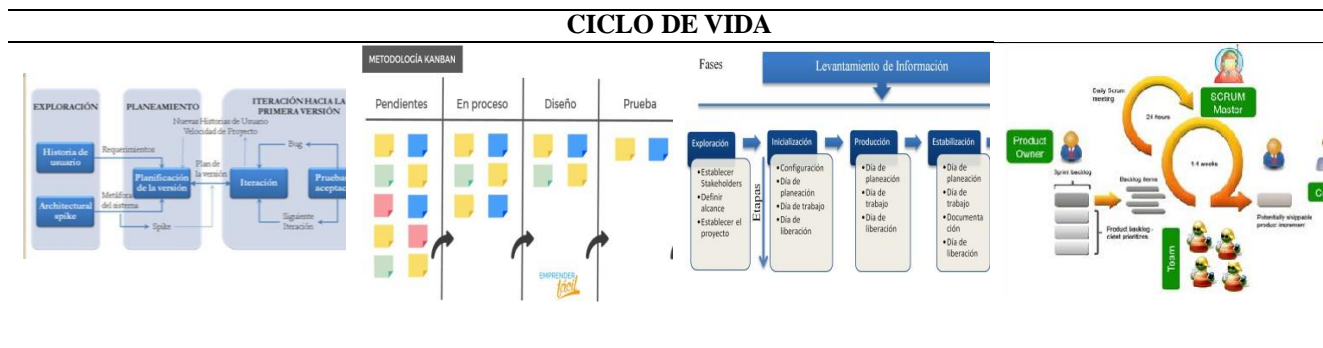 CICLO DE VIDA
EXPLORACIÓN
PLANEAMIENTO
ITERACIÓN HACIA LA
PRIMERA VERSIÓN
Nuevas Historias de Usuario
Velocidad de Proyecto
Historia de
usuario
Requerimientos
Planificación
de la versión
Plan de
la versión
Iteración
Bug
Pruebas
Architectural
spike
Metáfora
del sistema
Spike
Siguiente
Iteración
METODOLOGÍA KANBAN
Pendientes
En proceso
Diseño
Prueba
EMPRENDER
fácil
Fases
Levantamiento de Información
Exploración
•Establecer
Stakeholders
•Definir
alcance
•Establecer el
proyecto
Etapas
Inicialización
•Configuración
•Día de
planeación
•Día de trabajo
•Día de
liberación
Producción
•Día de
planeación
•Día de
trabajo
•Día de
liberación
Estabilización
•Día de
planeación
•Día de
trabajo
•Documenta
ción
•Día de
liberación
Daily Scrum
meeting
24 hours
SCRUM
Master
Product
Owner
1-4 weeks
Sprint backlog
Backlog items
Product backlog -
client prioritizes
Potentially shippable
product increment
Team